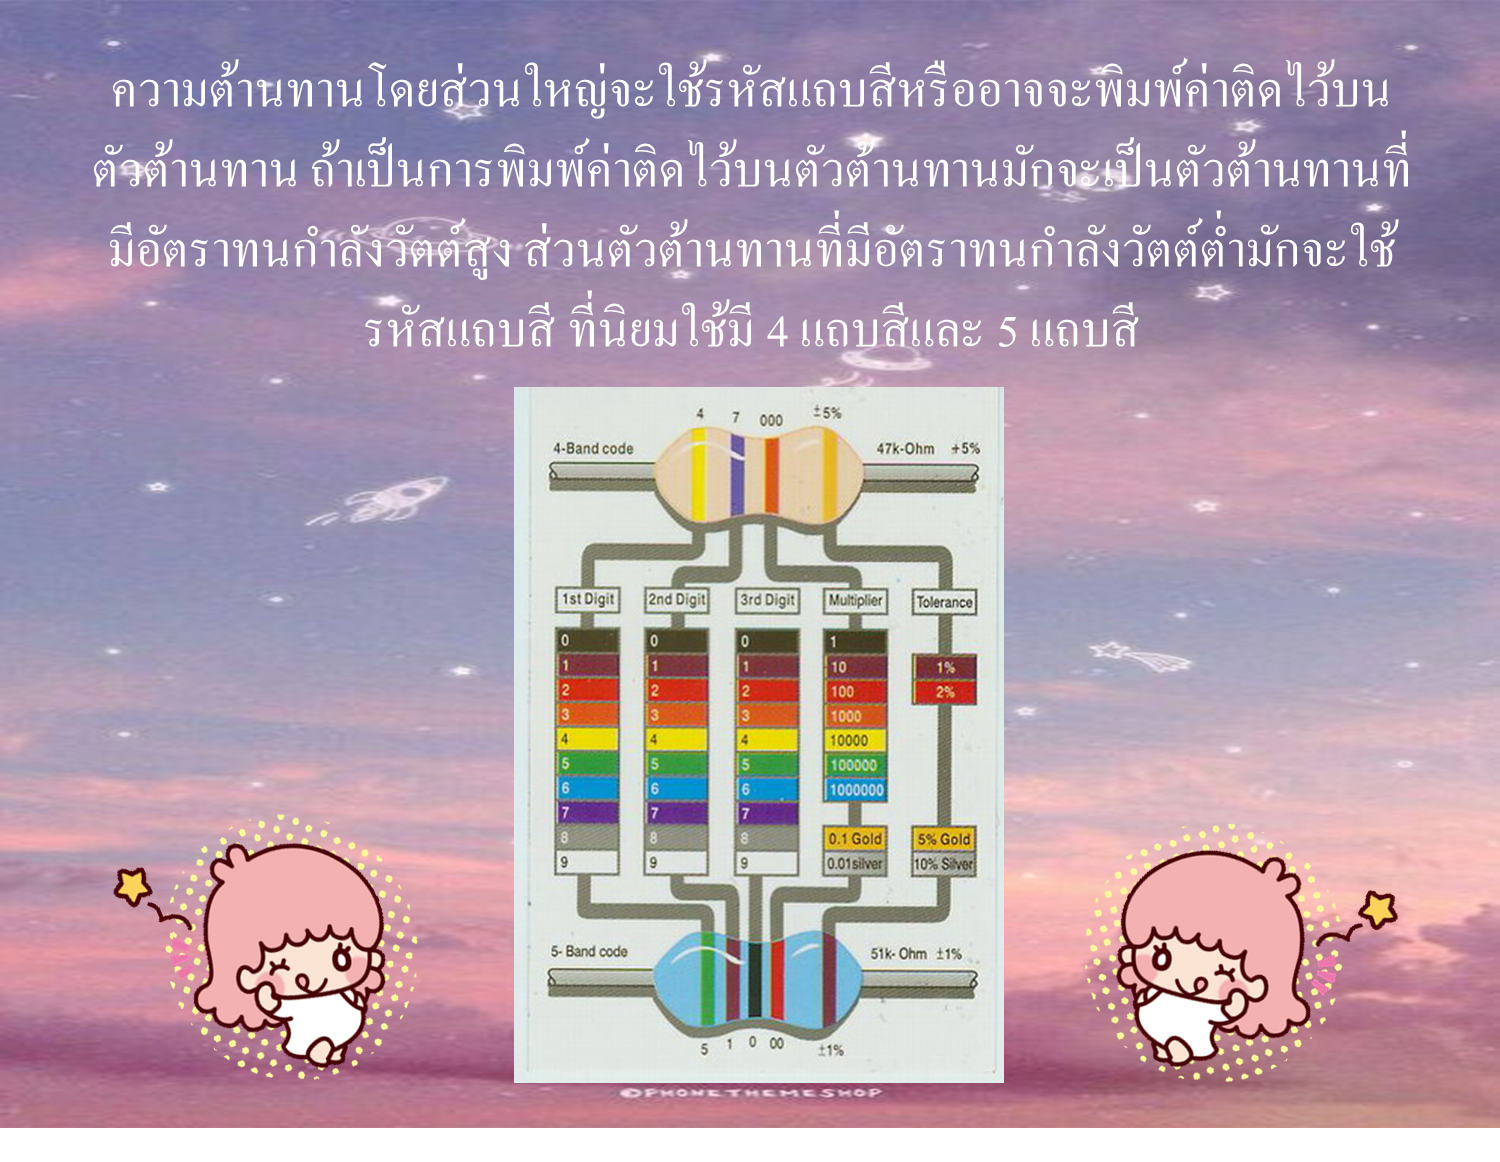 ความต้านทานโดยส่วนใหญ่จะใช้รหัสแถบสีหรืออาจจะพิมพ์ค่าติดไว้บน
ตัวต้านทาน ถ้าเป็นการพิมพ์ค่าติดไว้บนตัวต้านทานมักจะเป็นตัวต้านทานที่
มีอัตราทนกำลังวัตต์สูง ส่วนตัวต้านทานที่มีอัตราทนกำลังวัตต์ต่ำมักจะใช้
รหัสแถบสี ที่นิยมใช้มี 4 แถบสีและ 5 แถบสี
4 7 000 ±5%
4-Band code 47k-Ohm ±5%
1st Digit 2nd Digit 3rd Digit Multiplier Tolerance
0 0 0 1
1 1 1 10 1%
2 2 2 100 2%
3 3 3 1000
4 4 4 10000
5 5 5 100000
6 6 6 1000000
7 7 7
8 8 8 0.1 Gold 5% Gold
9 9 9 0.01silver 10% Silver
5- Band code 51k- Ohm ±1%
5 1 0 00 ±1%
©PHONETHEMESHOP